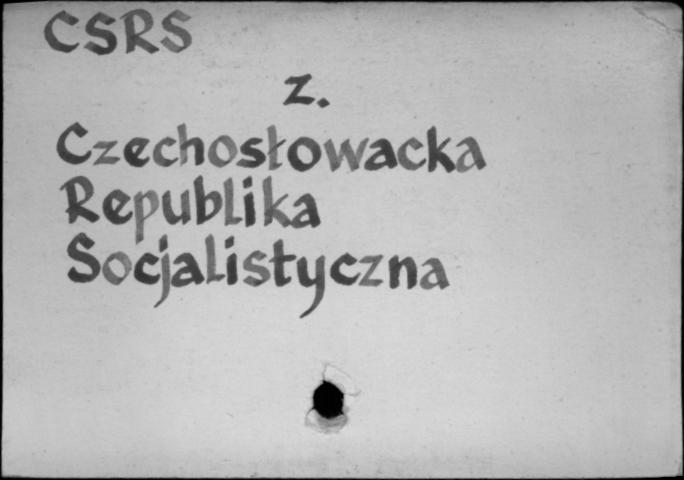 CSRS
z.
Czechosłowacka
Republika
Socjalistyczna